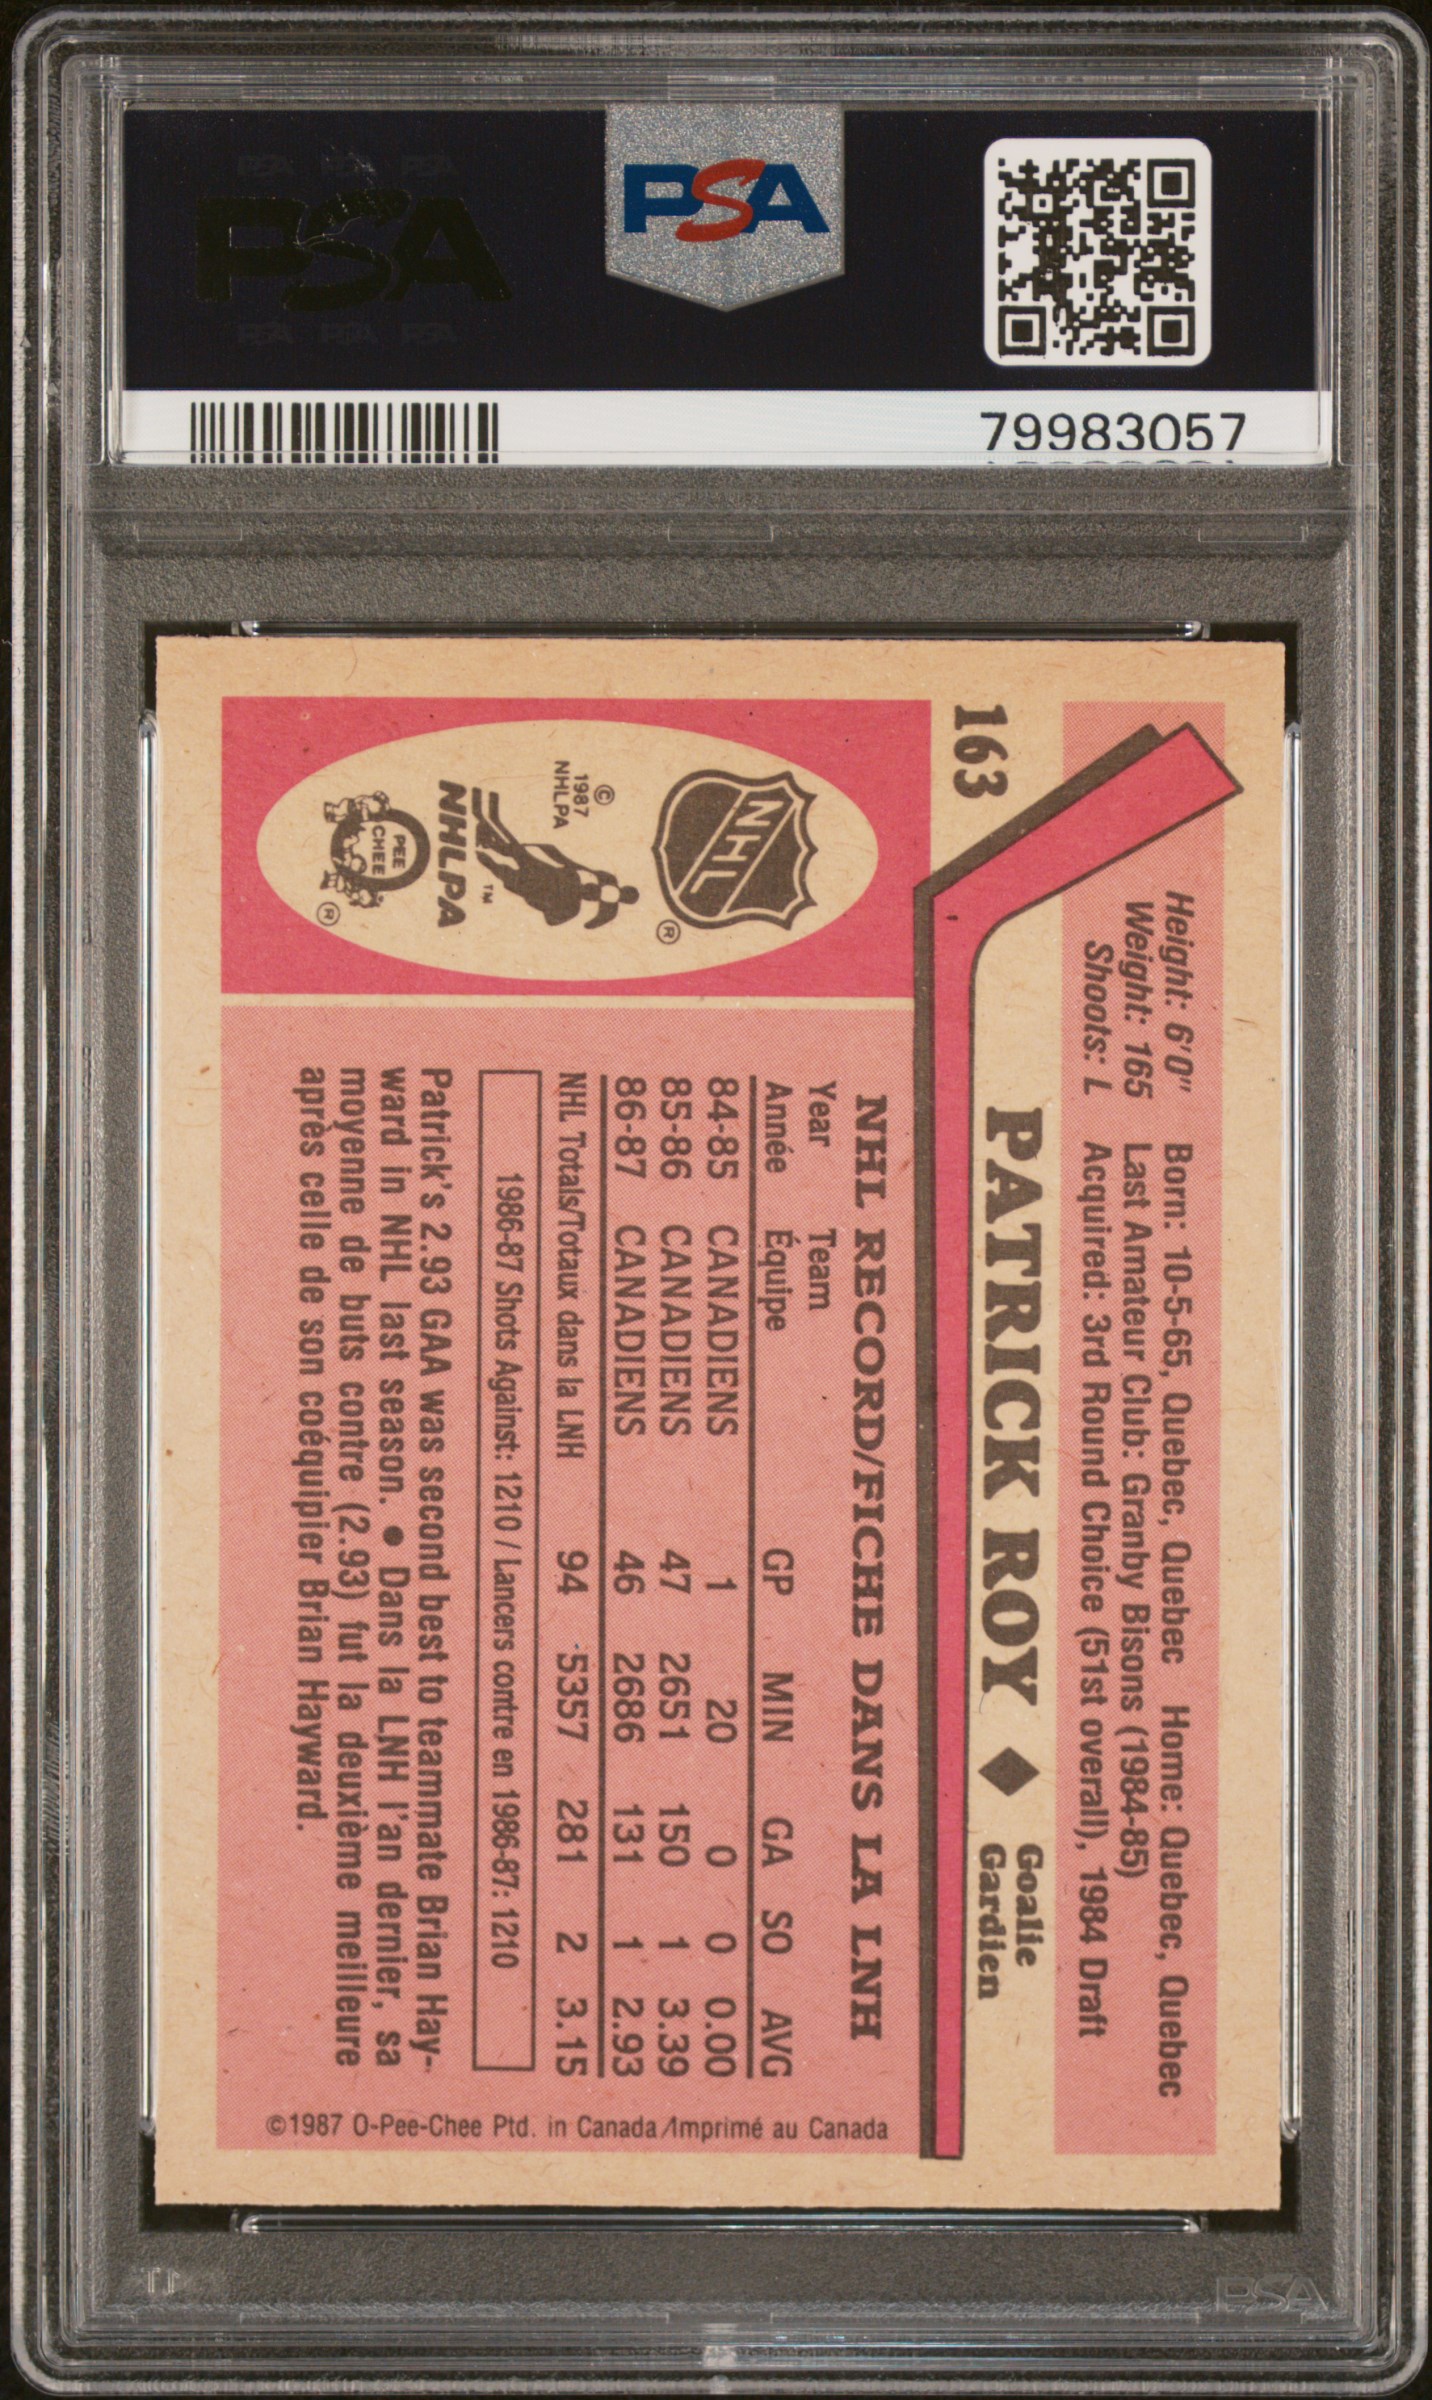 PSA PSA PSA
PSA
PSA PSA PSA
PSA
79983057
163
Height: 6'0" Born: 10-5-65, Quebec, Quebec Home: Quebec, Quebec
Weight: 165 Last Amateur Club: Granby Bisons (1984-85)
Shoots: L Acquired: 3rd Round Choice (51st overall), 1984 Draft
PATRICK ROY ◆ Goalie
Gardien
NHL ®
© 1987 NHLPA
NHLPA ™
O PEE CHEE ®
NHL RECORD/FICHE DANS LA LNH
Year Team
Année Équipe GP MIN GA SO AVG
84-85 CANADIENS 1 20 0 0 0.00
85-86 CANADIENS 47 2651 150 1 3.39
86-87 CANADIENS 46 2686 131 1 2.93
NHL Totals/Totaux dans la LNH 94 5357 281 2 3.15
1986-87 Shots Against: 1210 / Lancers contre en 1986-87: 1210
Patrick's 2.93 GAA was second best to teammate Brian Hay-
ward in NHL last season. ● Dans la LNH l'an dernier, sa
moyenne de buts contre (2.93) fut la deuxième meilleure
après celle de son coéquipier Brian Hayward.
©1987 O-Pee-Chee Ptd. in Canada/Imprimé au Canada
PSA